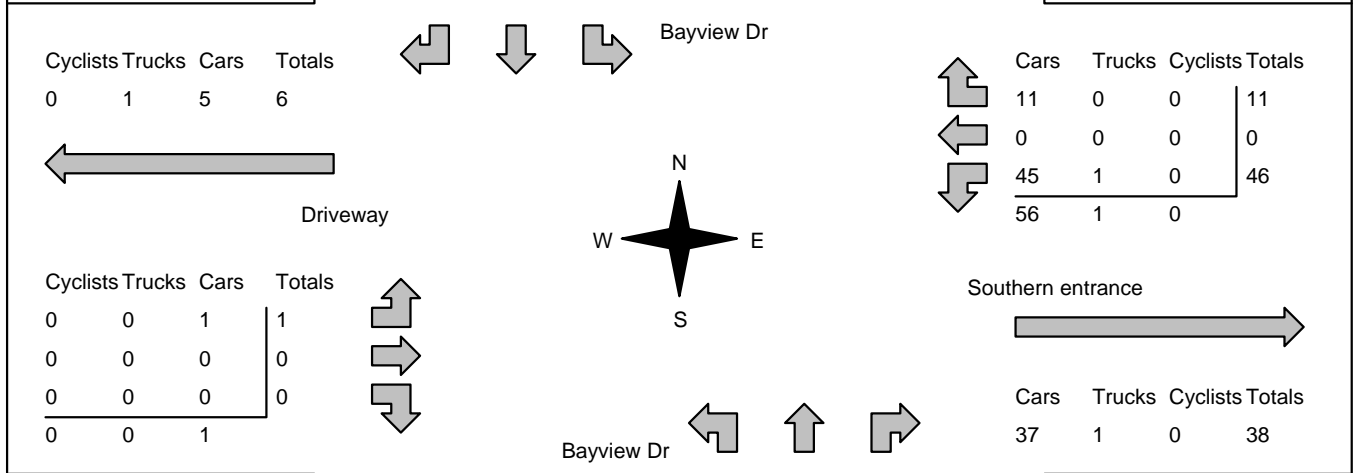 Bayview Dr
Cyclists Trucks Cars Totals
0 1 5 6
Cars Trucks Cyclists Totals
11 0 0 11
0 0 0 0
45 1 0 46
56 1 0
Driveway
N
W E
S
Cyclists Trucks Cars Totals
0 0 1 1
0 0 0 0
0 0 0 0
0 0 1
Southern entrance
Cars Trucks Cyclists Totals
37 1 0 38
Bayview Dr